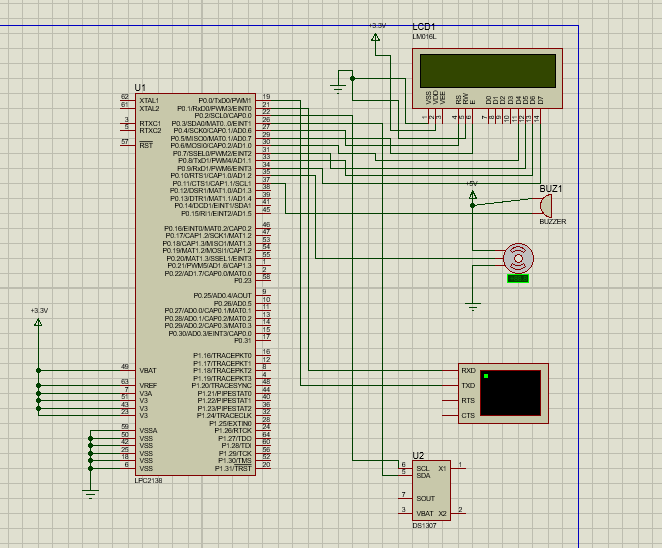 LCD1
LM016L
+3.3V
VSS
VDD
VEE
RS
RW
E
D0
D1
D2
D3
D4
D5
D6
D7
1
2
3
4
5
6
7
8
9
10
11
12
13
14
U1
62 XTAL1
61 XTAL2
3 RTXC1
5 RTXC2
57 RST
P0.0/TxD0/PWM1 19
P0.1/RxD0/PWM3/EINT0 21
P0.2/SCL0/CAP0.0 22
P0.3/SDA0/MAT0.0/EINT1 26
P0.4/SCK0/CAP0.1/AD0.6 27
P0.5/MISO0/MAT0.1/AD0.7 29
P0.6/MOSI0/CAP0.2/AD1.0 30
P0.7/SSEL0/PWM2/EINT2 31
P0.8/TxD1/PWM4/AD1.1 33
P0.9/RxD1/PWM6/EINT3 34
P0.10/RTS1/CAP1.0/AD1.2 35
P0.11/CTS1/CAP1.1/SCL1 37
P0.12/DSR1/MAT1.0/AD1.3 38
P0.13/DTR1/MAT1.1/AD1.4 39
P0.14/DCD1/EINT1/SDA1 41
P0.15/RI1/EINT2/AD1.5 45
P0.16/EINT0/MAT0.2/CAP0.2 46
P0.17/CAP1.2/SCK1/MAT1.2 47
P0.18/CAP1.3/MISO1/MAT1.3 53
P0.19/MAT1.2/MOSI1/CAP1.2 54
P0.20/MAT1.3/SSEL1/EINT3 55
P0.21/PWM5/AD1.6/CAP1.3 1
P0.22/AD1.7/CAP0.0/MAT0.0 2
P0.23 58
P0.25/AD0.4/AOUT 9
P0.26/AD0.5 10
P0.27/AD0.0/CAP0.1/MAT0.1 11
P0.28/AD0.1/CAP0.2/MAT0.2 13
P0.29/AD0.2/CAP0.3/MAT0.3 14
P0.30/AD0.3/EINT3/CAP0.0 15
P0.31 17
P1.16/TRACEPKT0 16
P1.17/TRACEPKT1 12
P1.18/TRACEPKT2 8
P1.19/TRACEPKT3 4
P1.20/TRACESYNC 48
P1.21/PIPESTAT0 44
P1.22/PIPESTAT1 40
P1.23/PIPESTAT2 36
P1.24/TRACECLK 32
P1.25/EXTIN0 28
P1.26/RTCK 24
P1.27/TDO 64
P1.28/TDI 60
P1.29/TCK 56
P1.30/TMS 52
P1.31/TRST 20
+3.3V
49 VBAT
63 VREF
7 V3A
51 V3
43 V3
23 V3
59 VSSA
50 VSS
42 VSS
25 VSS
18 VSS
6 VSS
LPC2138
+5V
BUZ1
BUZZER
RXD
TXD
RTS
CTS
U2
6 SCL X1 1
5 SDA
7 SOUT
3 VBAT X2 2
DS1307